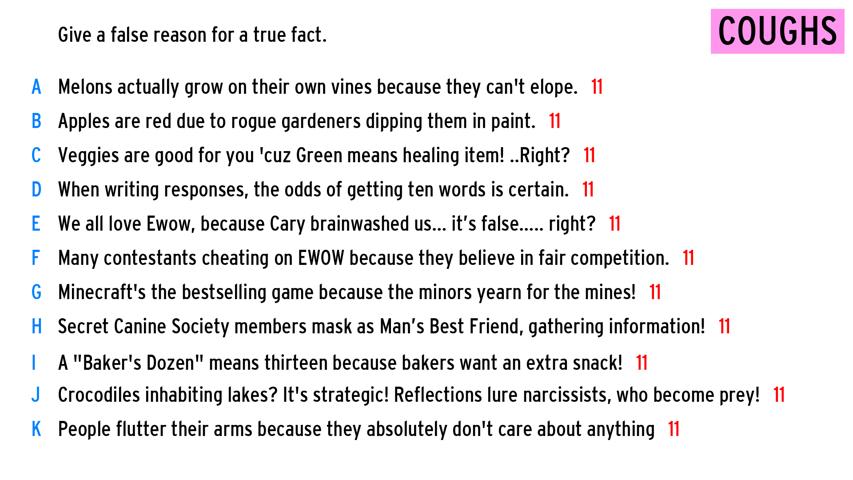 Give a false reason for a true fact.
COUGHS
A Melons actually grow on their own vines because they can't elope. 11
B Apples are red due to rogue gardeners dipping them in paint. 11
C Veggies are good for you 'cuz Green means healing item! ..Right? 11
D When writing responses, the odds of getting ten words is certain. 11
E We all love Ewow, because Cary brainwashed us... it’s false..... right? 11
F Many contestants cheating on EWOW because they believe in fair competition. 11
G Minecraft's the bestselling game because the minors yearn for the mines! 11
H Secret Canine Society members mask as Man’s Best Friend, gathering information! 11
I A "Baker's Dozen" means thirteen because bakers want an extra snack! 11
J Crocodiles inhabiting lakes? It's strategic! Reflections lure narcissists, who become prey! 11
K People flutter their arms because they absolutely don't care about anything 11